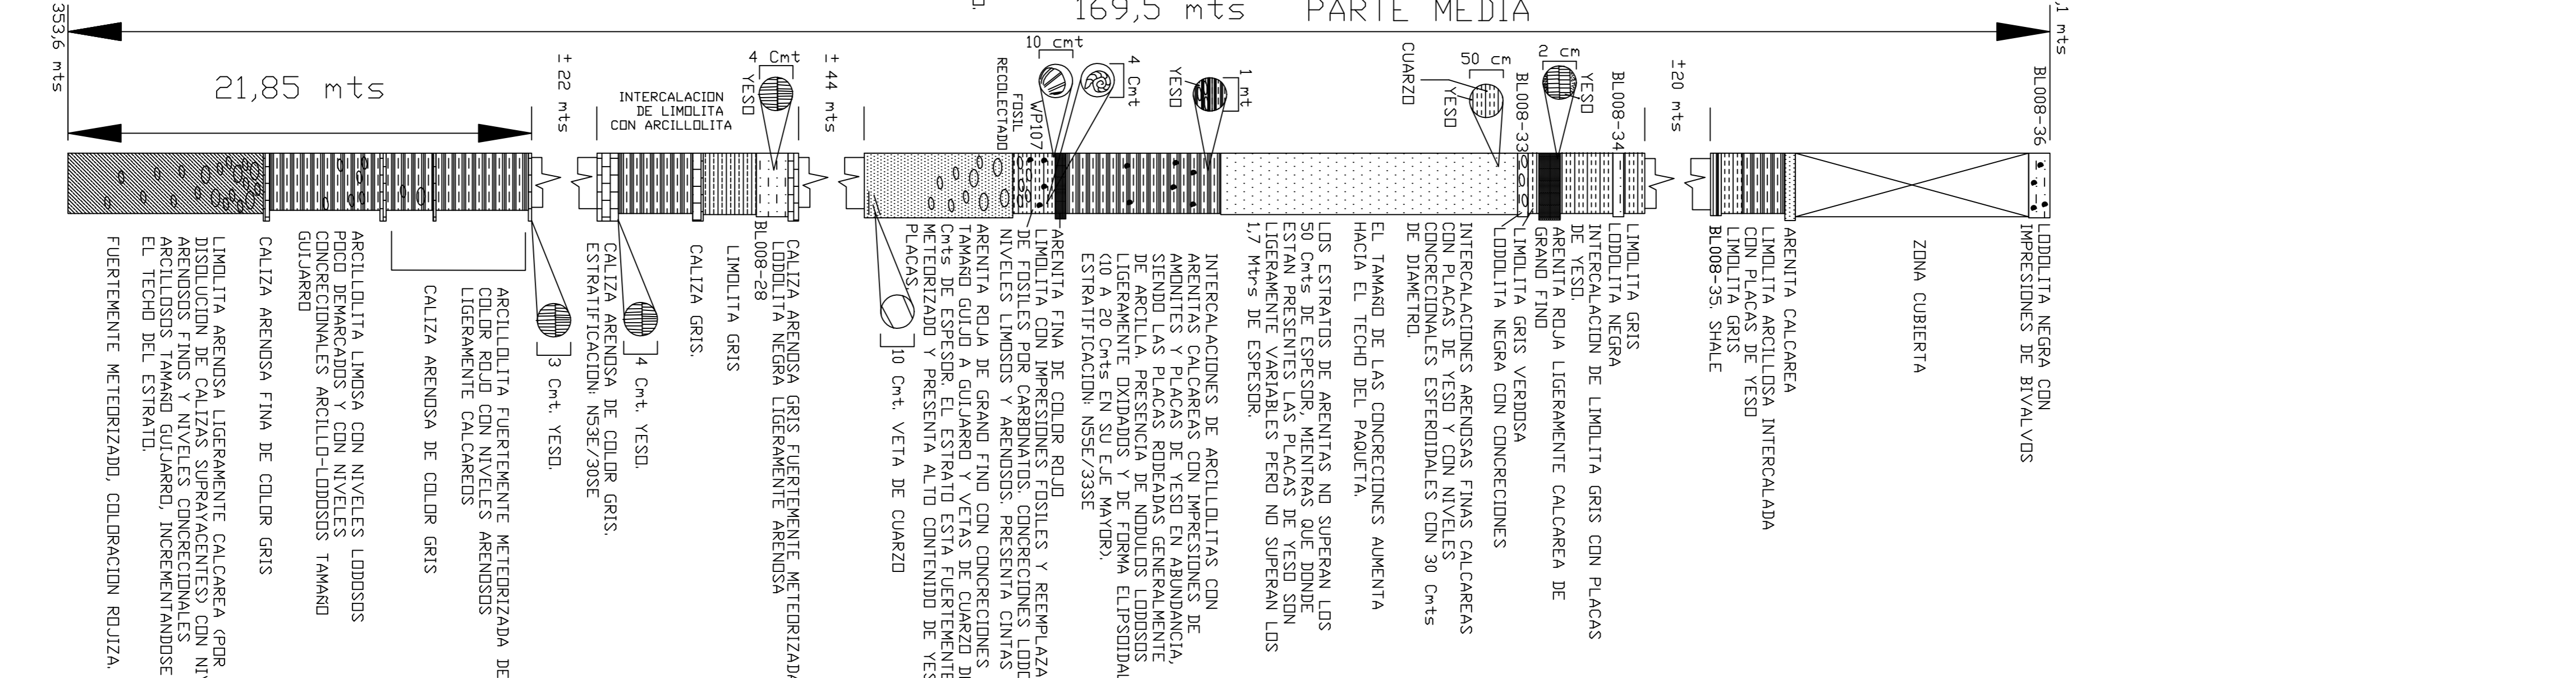 169,5 mts PARTE MEDIA
353,6 mts
,1 mts
21,85 mts
± 22 mts
INTERCALACION
DE LIMOLITA
CON ARCILLOLITA
4 Cmt
YESO
± 44 mts
RECOLECTADO
FOSIL
WP107
10 cmt
4 Cmt
YESO
1 mt
CUARZO
50 cm
YESO
BL008-33
2 cm
YESO
BL008-34
±20 mts
BL008-36
LODOLITA NEGRA CON
IMPRESIONES DE BIVALVOS
ZONA CUBIERTA
ARENITA CALCAREA
LIMOLITA ARCILLOSA INTERCALADA
CON PLACAS DE YESO
LIMOLITA GRIS
BL008-35. SHALE
LIMOLITA GRIS
LODOLITA NEGRA
INTERCALACION DE LIMOLITA GRIS CON PLACAS
DE YESO.
ARENITA ROJA LIGERAMENTE CALCAREA DE
GRANO FINO
LIMOLITA GRIS VERDOSA
LODOLITA NEGRA CON CONCRECIONES
INTERCALACIONES ARENOSAS FINAS CALCAREAS
CON PLACAS DE YESO Y CON NIVELES
CONCRECIONALES ESFEROIDALES CON 30 Cmts
DE DIAMETRO.
EL TAMAÑO DE LAS CONCRECIONES AUMENTA
HACIA EL TECHO DEL PAQUETA.
LOS ESTRATOS DE ARENITAS NO SUPERAN LOS
50 Cmts DE ESPESOR, MIENTRAS QUE DONDE
ESTAN PRESENTES LAS PLACAS DE YESO SON
LIGERAMENTE VARIABLES PERO NO SUPERAN LOS
1,7 Mtrs DE ESPESOR.
INTERCALACIONES DE ARCILLOLITAS CON
ARENITAS CALCAREAS CON IMPRESIONES DE
AMONITES Y PLACAS DE YESO EN ABUNDANCIA,
SIENDO LAS PLACAS RODEADAS GENERALMENTE
DE ARCILLA. PRESENCIA DE NODULOS LODOSOS
LIGERAMENTE OXIDADOS Y DE FORMA ELIPSOIDAL
(10 A 20 Cmts EN SU EJE MAYOR).
ESTRATIFICACION: N55E/33SE
ARENITA FINA DE COLOR ROJO
LIMOLITA CON IMPRESIONES FOSILES Y REEMPLAZA
DE FOSILES POR CARBONATOS. CONCRECIONES LODO
NIVELES LIMOSOS Y ARENOSOS. PRESENTA CINTAS
ARENITA ROJA DE GRANO FINO CON CONCRECIONES
TAMAÑO GUIJO A GUIJARRO Y VETAS DE CUARZO DE
Cmts DE ESPESOR. EL ESTRATO ESTA FUERTEMENTE
METEORIZADO Y PRESENTA ALTO CONTENIDO DE YES
PLACAS.
10 Cmt. VETA DE CUARZO
CALIZA ARENOSA GRIS FUERTEMENTE METEORIZADA
LODOLITA NEGRA LIGERAMENTE ARENOSA
BL008-28
LIMOLITA GRIS
CALIZA GRIS.
4 Cmt. YESO.
CALIZA ARENOSA DE COLOR GRIS.
ESTRATIFICACION: N53E/30SE
3 Cmt. YESO.
ARCILLOLITA FUERTEMENTE METEORIZADA DE
COLOR ROJO CON NIVELES ARENOSOS
LIGERAMENTE CALCAREOS
CALIZA ARENOSA DE COLOR GRIS
ARCILLOLITA LIMOSA CON NIVELES LODOSOS
POCO DEMARCADOS Y CON NIVELES
CONCRECIONALES ARCILLO-LODOSOS TAMAÑO
GUIJARRO
CALIZA ARENOSA FINA DE COLOR GRIS
LIMOLITA ARENOSA LIGERAMENTE CALCAREA (POR
DISOLUCION DE CALIZAS SUPRAYACENTES) CON NIV
ARENOSOS FINOS Y NIVELES CONCRECIONALES
ARCILLOSOS TAMAÑO GUIJARRO, INCREMENTANDOSE
EL TECHO DEL ESTRATO.
FUERTEMENTE METEORIZADO, COLORACION ROJIZA.